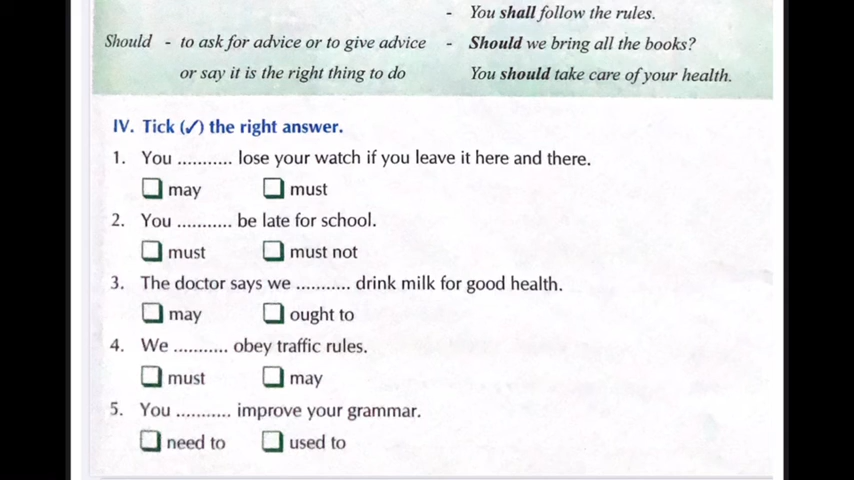 - You shall follow the rules.
Should - to ask for advice or to give advice - Should we bring all the books?
or say it is the right thing to do You should take care of your health.
IV. Tick (✓) the right answer.
1. You ........... lose your watch if you leave it here and there.
☐ may ☐ must
2. You ........... be late for school.
☐ must ☐ must not
3. The doctor says we ........... drink milk for good health.
☐ may ☐ ought to
4. We ........... obey traffic rules.
☐ must ☐ may
5. You ........... improve your grammar.
☐ need to ☐ used to